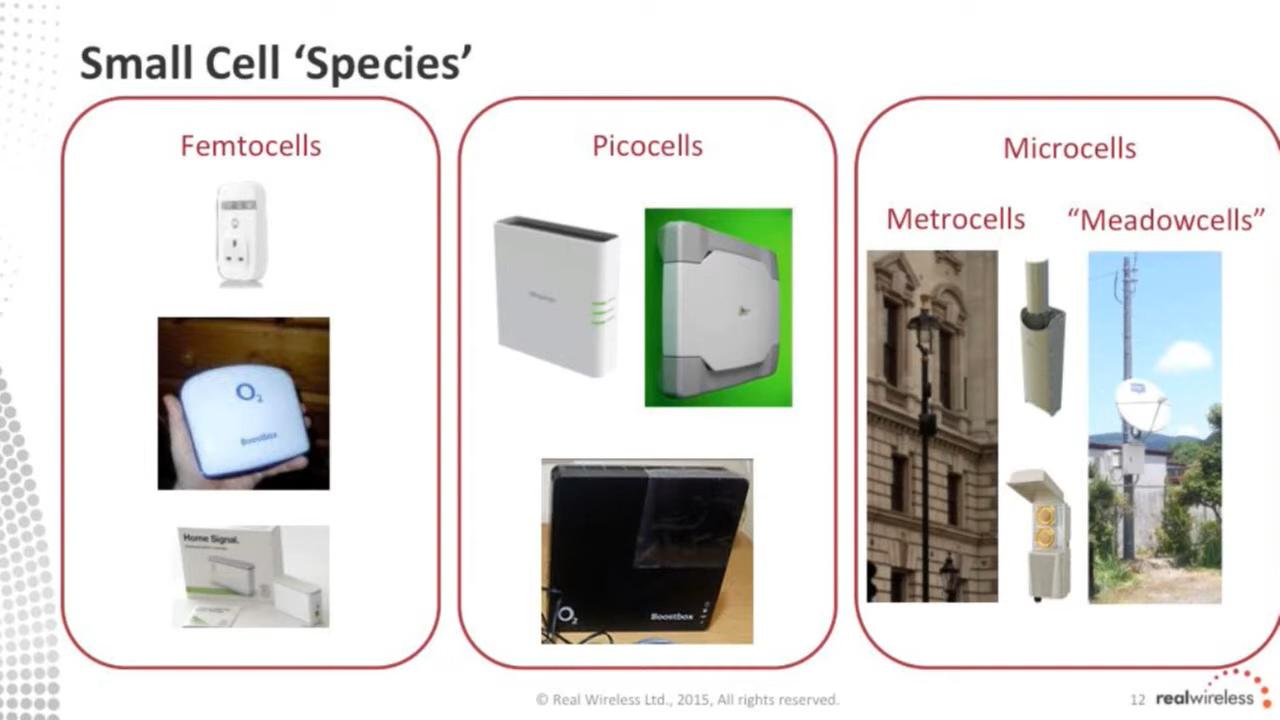 Small Cell ‘Species’
Femtocells
O2
Boostbox
Home Signal.
Picocells
O2
Boostbox
Microcells
Metrocells
“Meadowcells”
© Real Wireless Ltd., 2015, All rights reserved.
12
realwireless